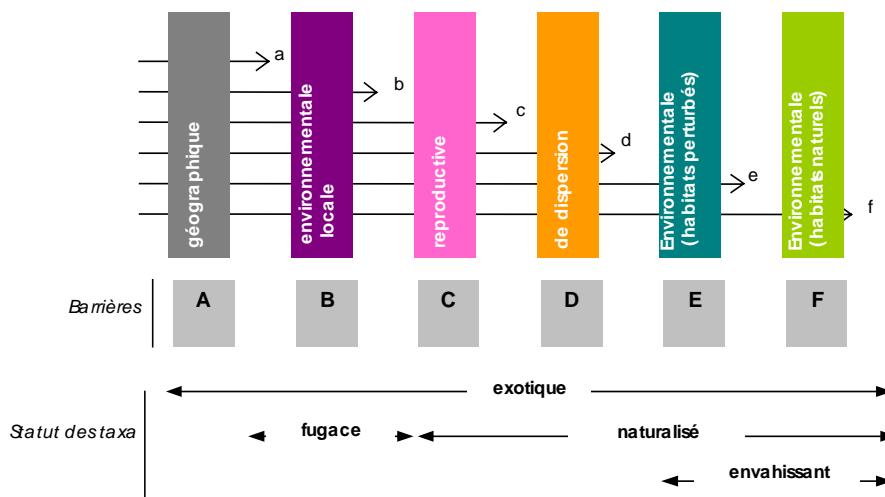 a
b
c
d
e
f
géographique
environnementale
locale
reproductive
de dispersion
Environnementale
(habitats perturbés)
Environnementale
(habitats naturels)
Barrières
A
B
C
D
E
F
exotique
Statut des taxa
fugace
naturalisé
envahissant